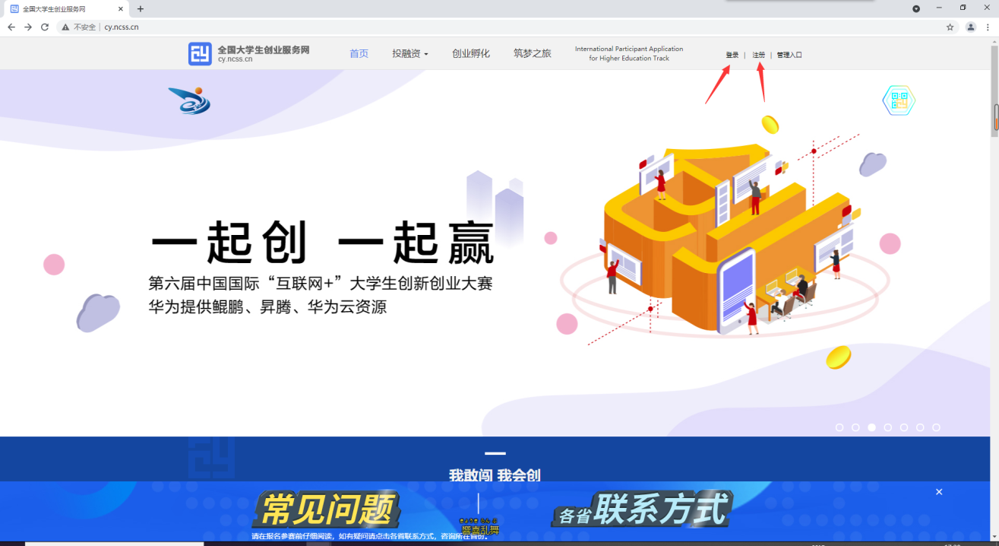 全国大学生创业服务网
不安全 | cy.ncss.cn
全国大学生创业服务网
cy.ncss.cn
首页
投融资
创业孵化
筑梦之旅
International Participant Application
for Higher Education Track
登录 | 注册 | 管理入口
一起创 一起赢
第六届中国国际“互联网+”大学生创新创业大赛
华为提供鲲鹏、昇腾、华为云资源
我敢闯 我会创
常见问题
各省联系方式
響喜乱舞
请在报名参赛前仔细阅读，如有疑问请点击各省联系方式，咨询所在省份。